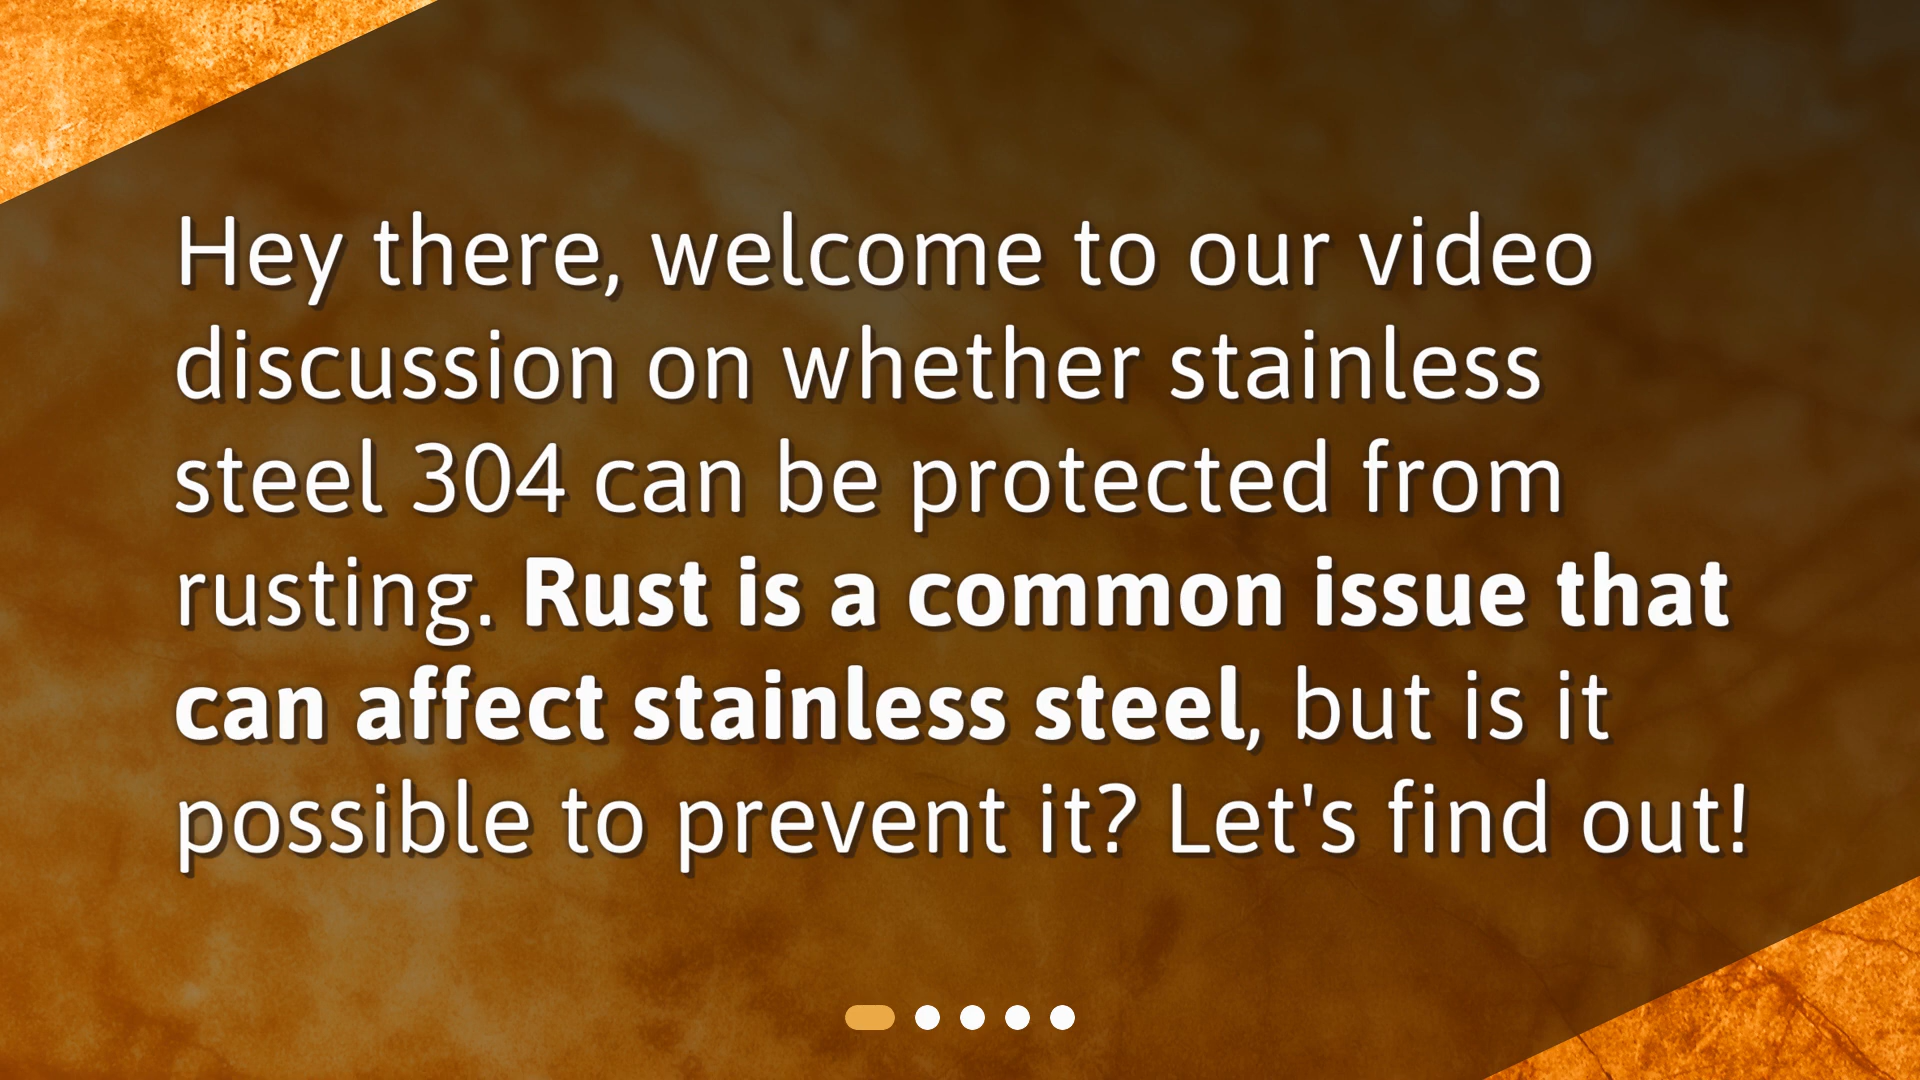 Hey there, welcome to our video
discussion on whether stainless
steel 304 can be protected from
rusting. Rust is a common issue that
can affect stainless steel, but is it
possible to prevent it? Let's find out!